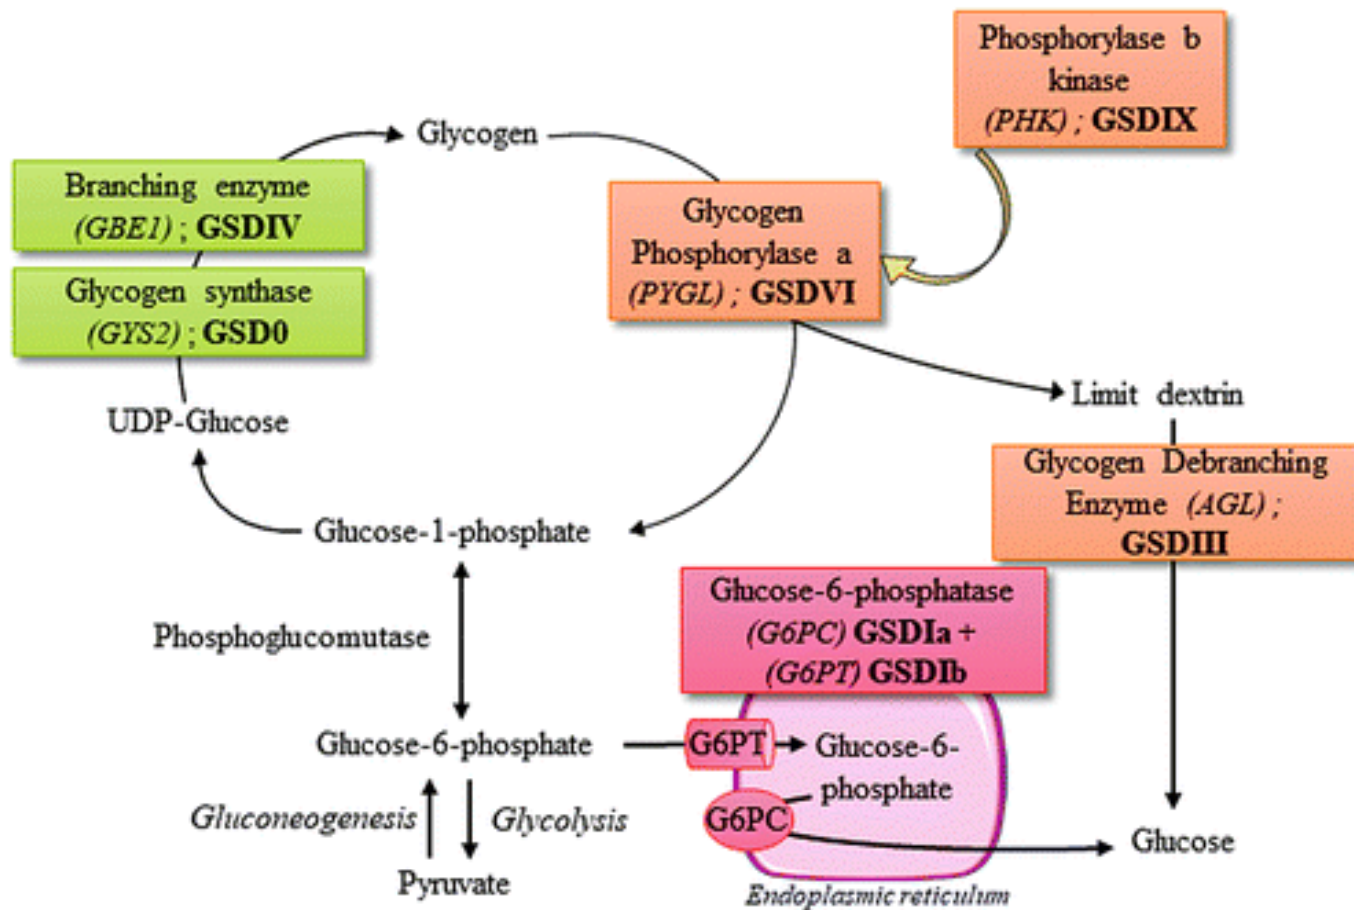 Phosphorylase b
kinase
(PHK) ; GSDIX
Glycogen
Branching enzyme
(GBE1) ; GSDIV
Glycogen
Phosphorylase a
(PYGL) ; GSDVI
Glycogen synthase
(GYS2) ; GSD0
Limit dextrin
UDP-Glucose
Glycogen Debranching
Enzyme (AGL) ;
GSDIII
Glucose-1-phosphate
Glucose-6-phosphatase
(G6PC) GSDIa +
(G6PT) GSDIb
Phosphoglucomutase
Glucose-6-phosphate
G6PT
Glucose-6-
phosphate
Gluconeogenesis
Glycolysis
G6PC
Glucose
Pyruvate
Endoplasmic reticulum